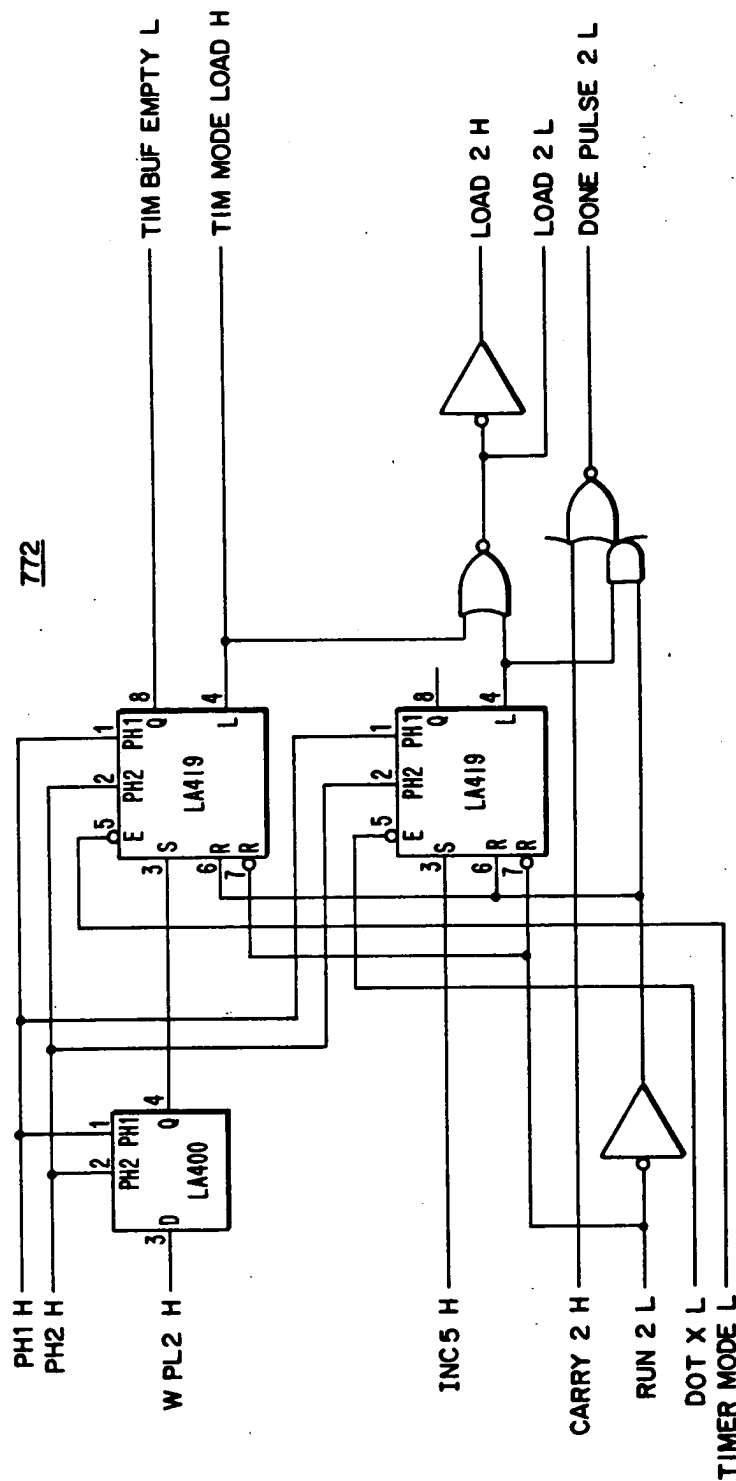 772
PH1 H
PH2 H
W PL2 H
INC5 H
CARRY 2 H
RUN 2 L
DOT X L
TIMER MODE L
3 D
2 PH2
1 PH1
LA400
Q 4
5 E
2 PH2
1 PH1
3 S
6 R
7 R
LA419
Q 8
L 4
5 E
2 PH2
1 PH1
3 S
6 R
7 R
LA419
Q 8
L 4
TIM BUF EMPTY L
TIM MODE LOAD H
LOAD 2 H
LOAD 2 L
DONE PULSE 2 L